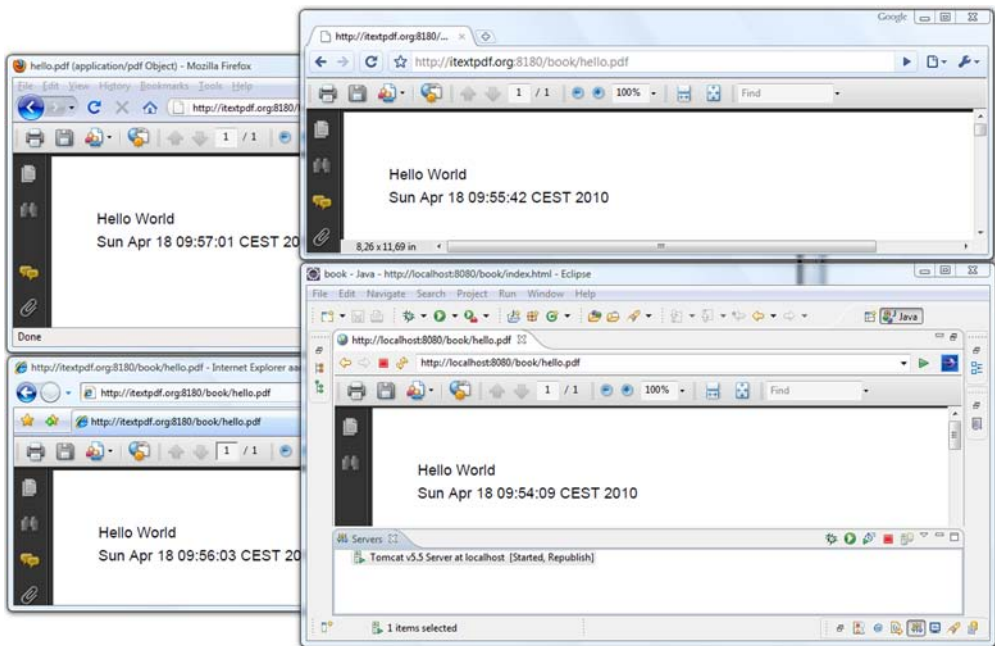 hello.pdf (application/pdf Object) - Mozilla Firefox
File Edit View History Bookmarks Tools Help
http://itextpdf.org:8180/
1 / 1
Hello World
Sun Apr 18 09:57:01 CEST 20
Done
Google
http://itextpdf.org:8180/...
http://itextpdf.org:8180/book/hello.pdf
1 / 1 100% Find
Hello World
Sun Apr 18 09:55:42 CEST 2010
8,26 x 11,69 in
http://itextpdf.org:8180/book/hello.pdf - Internet Explorer aan
http://itextpdf.org:8180/book/hello.pdf
http://itextpdf.org:8180/book/hello.pdf
1 / 1
Hello World
Sun Apr 18 09:56:03 CEST 20
book - Java - http://localhost:8080/book/index.html - Eclipse
File Edit Navigate Search Project Run Window Help
Java
http://localhost:8080/book/hello.pdf
http://localhost:8080/book/hello.pdf
1 / 1 100% Find
Hello World
Sun Apr 18 09:54:09 CEST 2010
Servers
Tomcat v5.5 Server at localhost [Started, Republish]
1 items selected